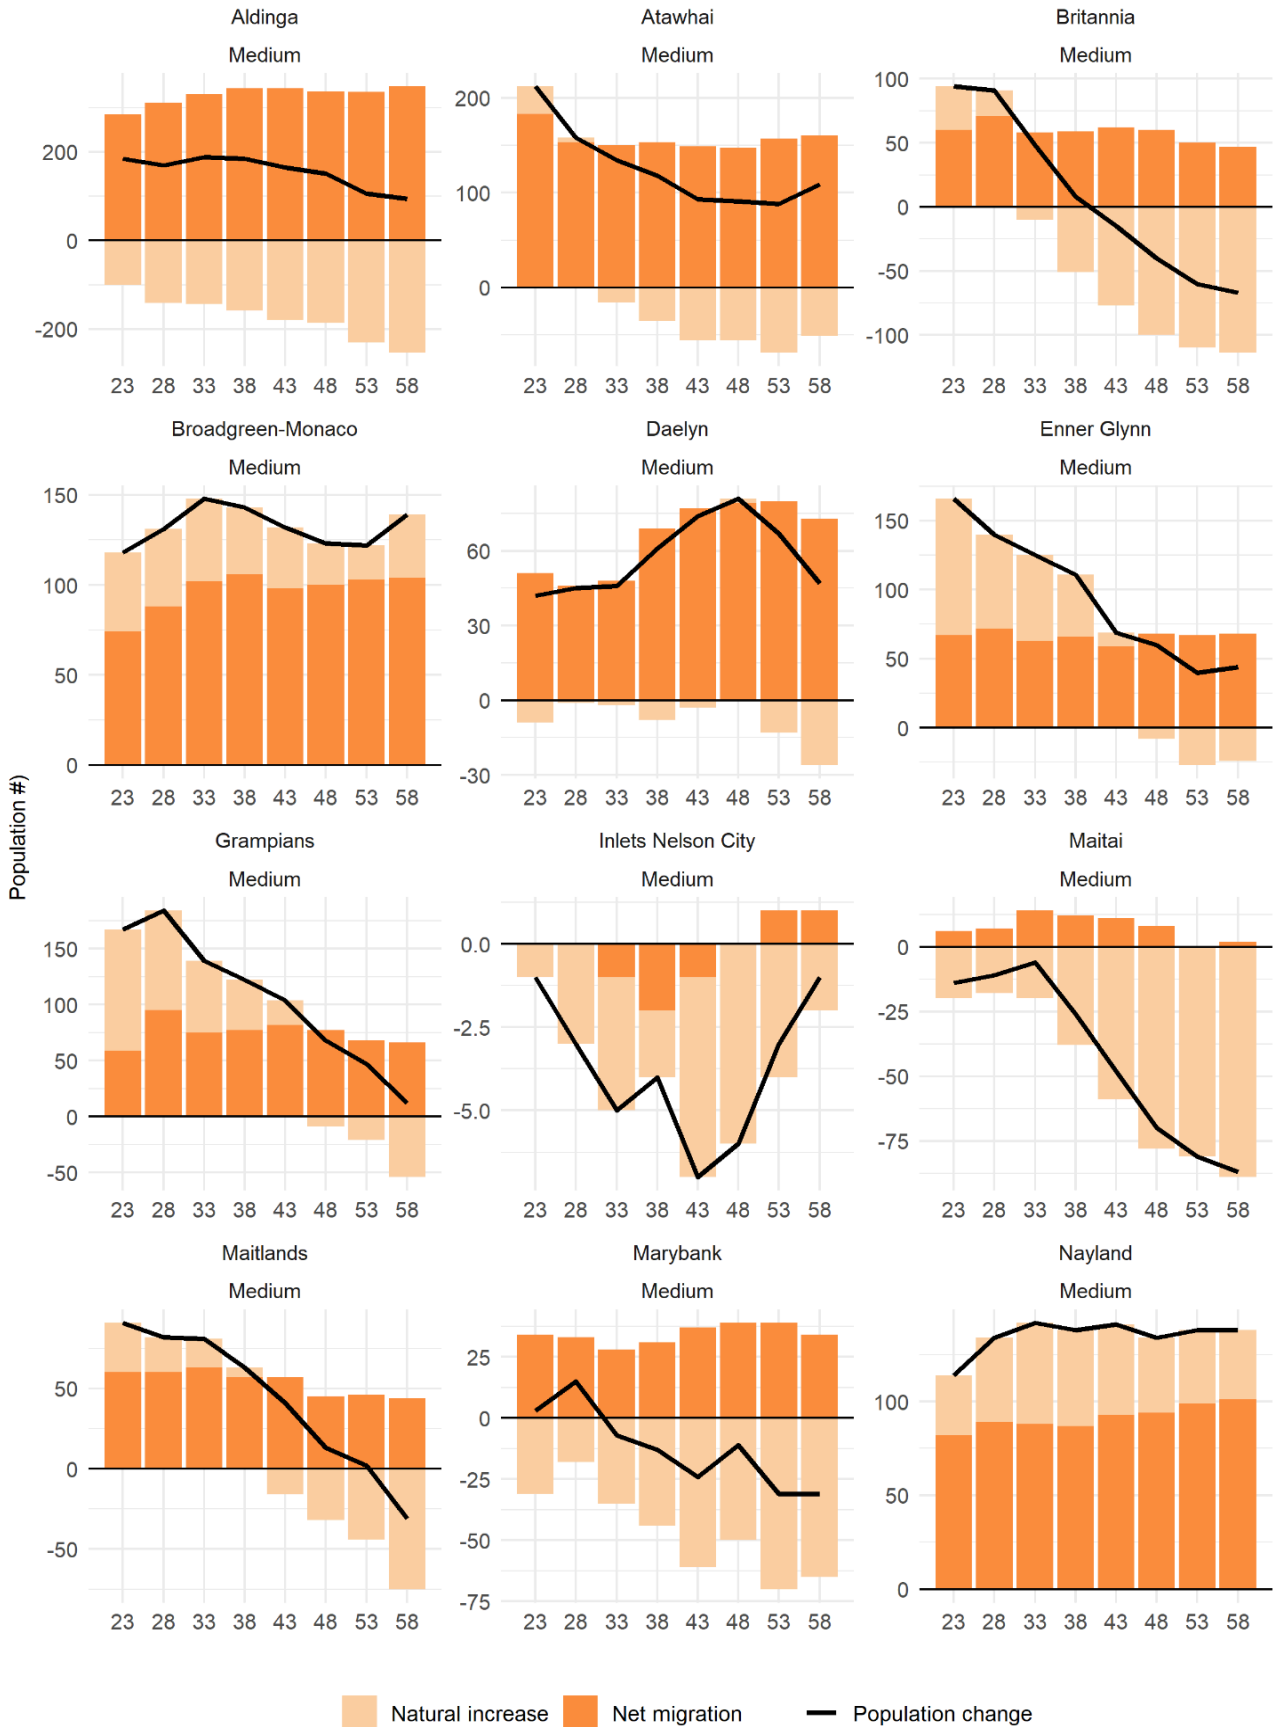 Aldinga
Atawhai
Britannia
Medium
Medium
Medium
200
0
-200
200
100
0
100
50
0
-50
-100
23 28 33 38 43 48 53 58
23 28 33 38 43 48 53 58
23 28 33 38 43 48 53 58
Broadgreen-Monaco
Daelyn
Enner Glynn
Medium
Medium
Medium
150
100
50
0
60
30
0
-30
150
100
50
0
23 28 33 38 43 48 53 58
23 28 33 38 43 48 53 58
23 28 33 38 43 48 53 58
Population #)
Grampians
Inlets Nelson City
Maitai
Medium
Medium
Medium
150
100
50
0
-50
0.0
-2.5
-5.0
0
-25
-50
-75
23 28 33 38 43 48 53 58
23 28 33 38 43 48 53 58
23 28 33 38 43 48 53 58
Maitlands
Marybank
Nayland
Medium
Medium
Medium
50
0
-50
25
0
-25
-50
-75
100
50
0
23 28 33 38 43 48 53 58
23 28 33 38 43 48 53 58
23 28 33 38 43 48 53 58
Natural increase Net migration Population change